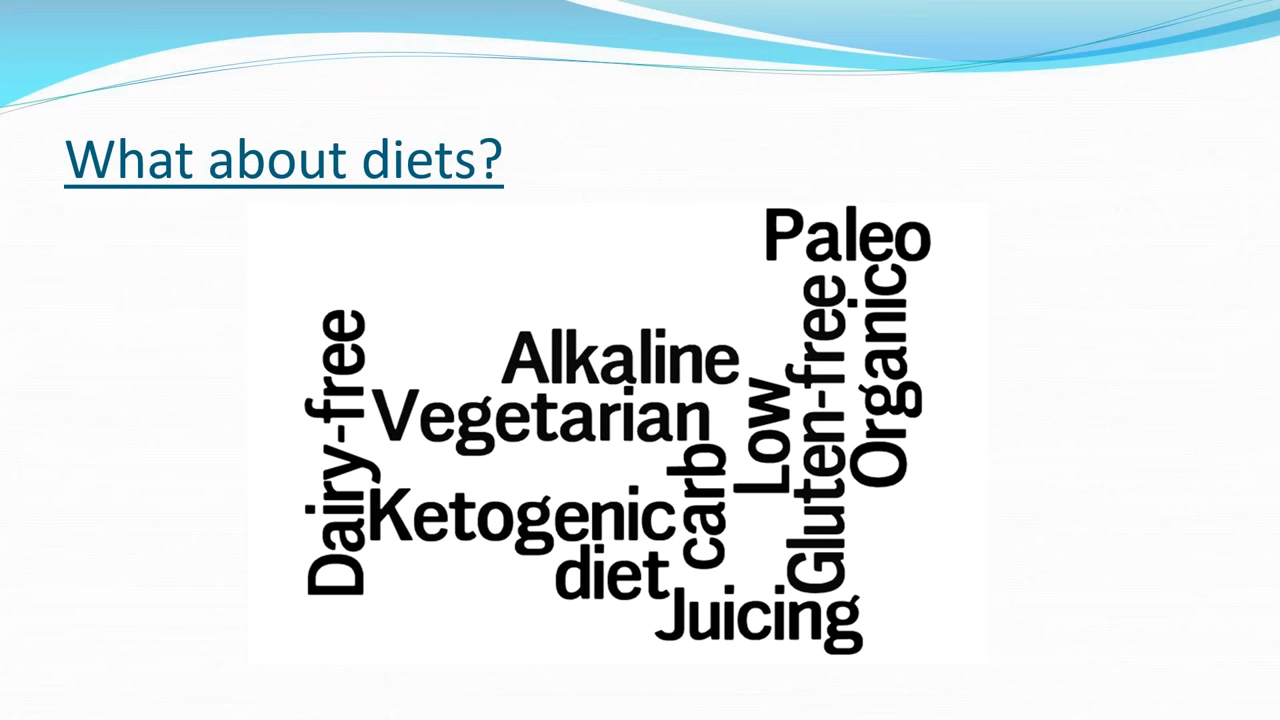 What about diets?
Paleo
Organic
Gluten-free
Dairy-free
Alkaline
Vegetarian
Low
carb
Ketogenic
diet
Juicing